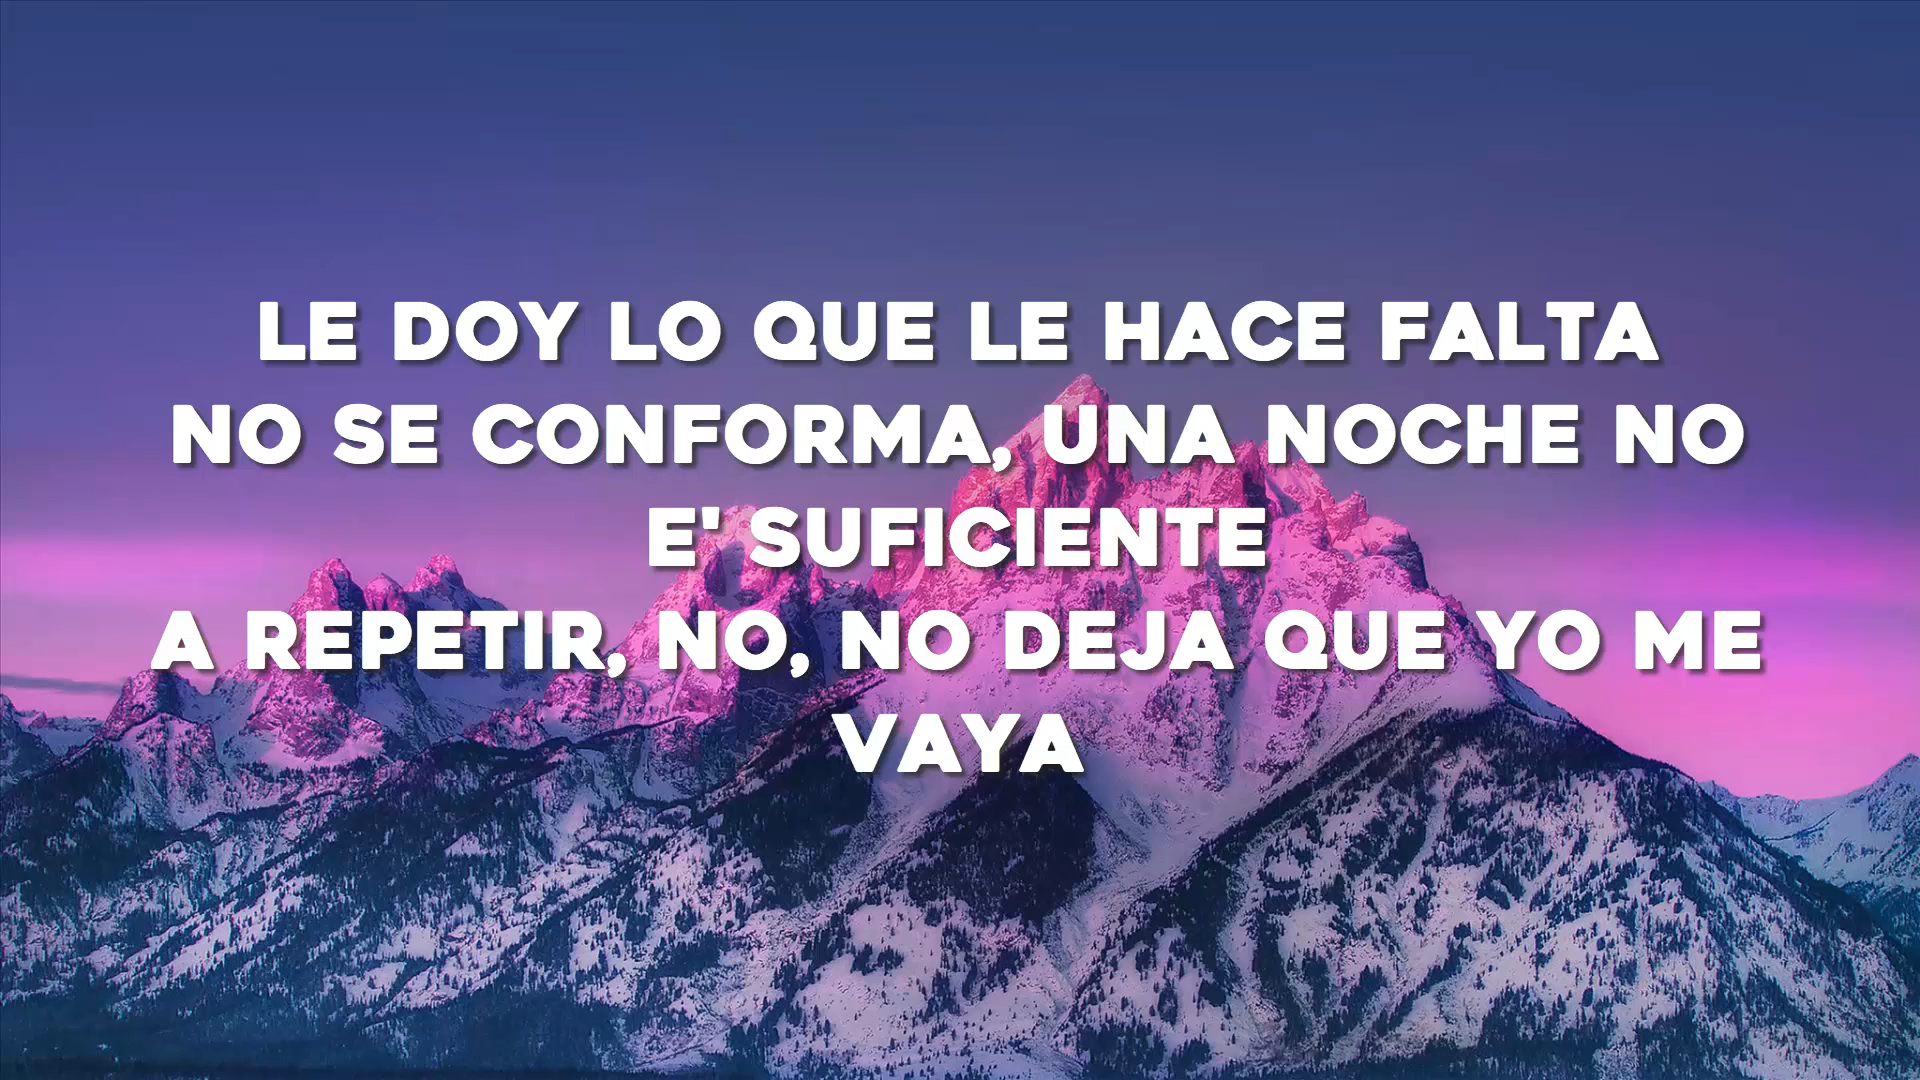 LE DOY LO QUE LE HACE FALTA
NO SE CONFORMA, UNA NOCHE NO
E' SUFICIENTE
A REPETIR, NO, NO DEJA QUE YO ME
VAYA